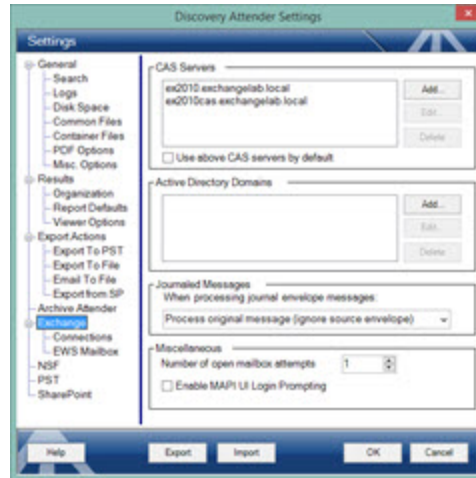 Discovery Attender Settings
Settings
General
Search
Logs
Disk Space
Common Files
Container Files
PDF Options
Misc. Options
Results
Organization
Report Defaults
Viewer Options
Export Actions
Export To PST
Export To File
Email To File
Export from SP
Archive Attender
Exchange
Connections
EWS Mailbox
NSF
PST
SharePoint
CAS Servers
ex2010.exchangelab.local
ex2010cas.exchangelab.local
Add...
Edit...
Delete
Use above CAS servers by default
Active Directory Domains
Add...
Edit...
Delete
Journaled Messages
When processing journal envelope messages:
Process original message (ignore source envelope)
Miscellaneous
Number of open mailbox attempts 1
Enable MAPI UI Login Prompting
Help Export Import OK Cancel